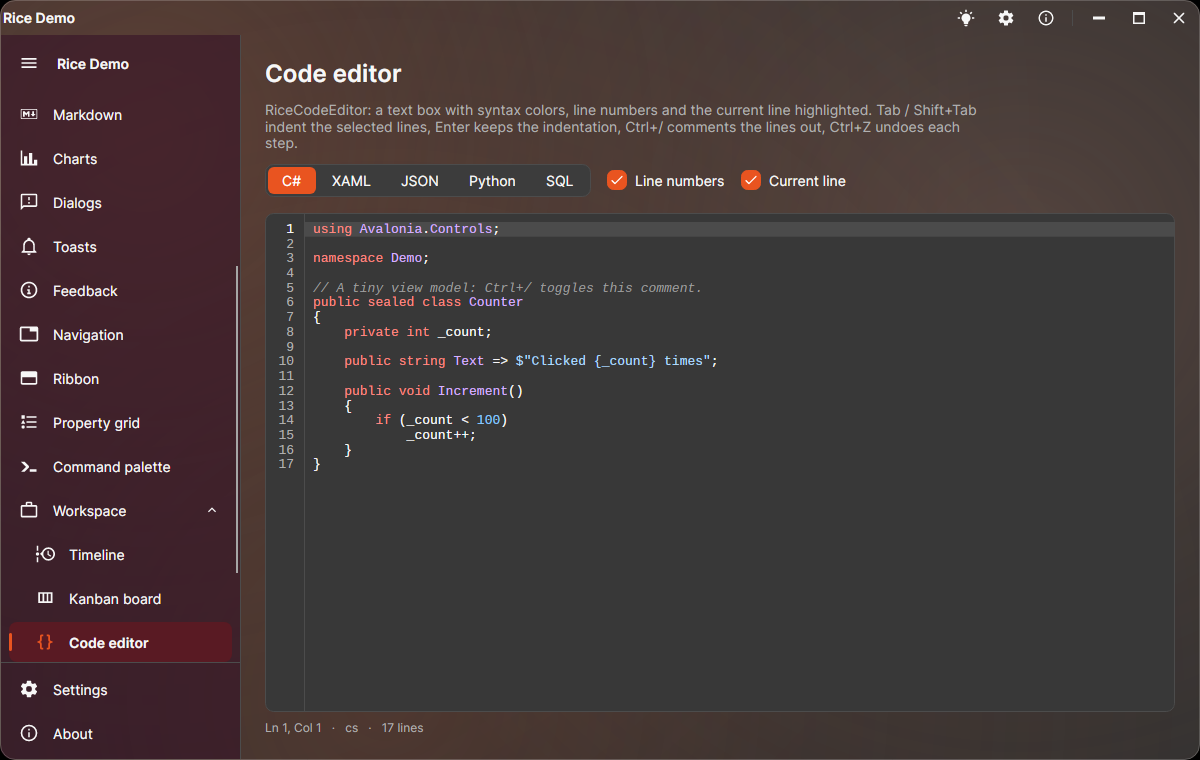 Rice Demo
Rice Demo
Markdown
Charts
Dialogs
Toasts
Feedback
Navigation
Ribbon
Property grid
Command palette
Workspace
Timeline
Kanban board
Code editor
Settings
About
Code editor
RiceCodeEditor: a text box with syntax colors, line numbers and the current line highlighted. Tab / Shift+Tab
indent the selected lines, Enter keeps the indentation, Ctrl+/ comments the lines out, Ctrl+Z undoes each
step.
C# XAML JSON Python SQL Line numbers Current line
1 using Avalonia.Controls;
2
3 namespace Demo;
4
5 // A tiny view model: Ctrl+/ toggles this comment.
6 public sealed class Counter
7 {
8     private int _count;
9
10     public string Text => $"Clicked {_count} times";
11
12     public void Increment()
13     {
14         if (_count < 100)
15             _count++;
16     }
17 }
Ln 1, Col 1 · cs · 17 lines